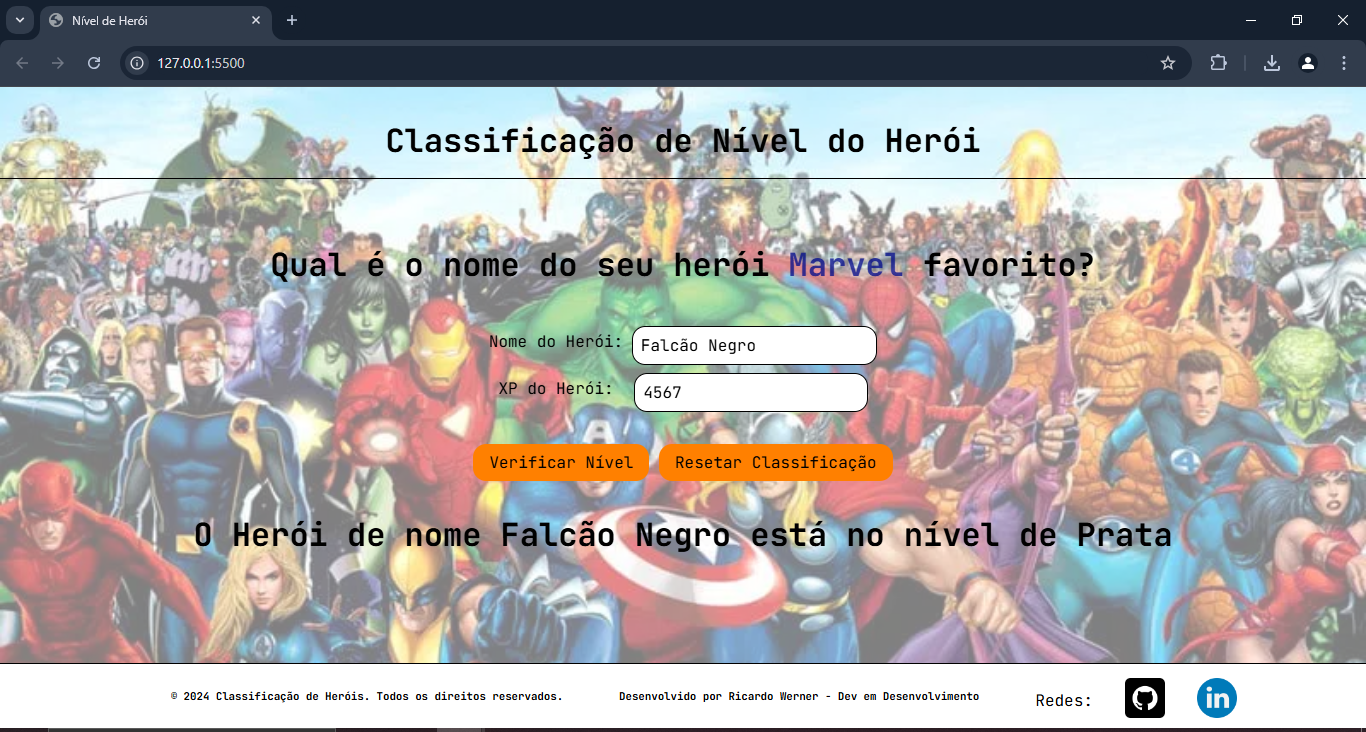 Nível de Herói
127.0.0.1:5500
Classificação de Nível do Herói
Qual é o nome do seu herói Marvel favorito?
Nome do Herói: Falcão Negro
XP do Herói: 4567
Verificar Nível Resetar Classificação
O Herói de nome Falcão Negro está no nível de Prata
© 2024 Classificação de Heróis. Todos os direitos reservados. Desenvolvido por Ricardo Werner - Dev em Desenvolvimento Redes: in